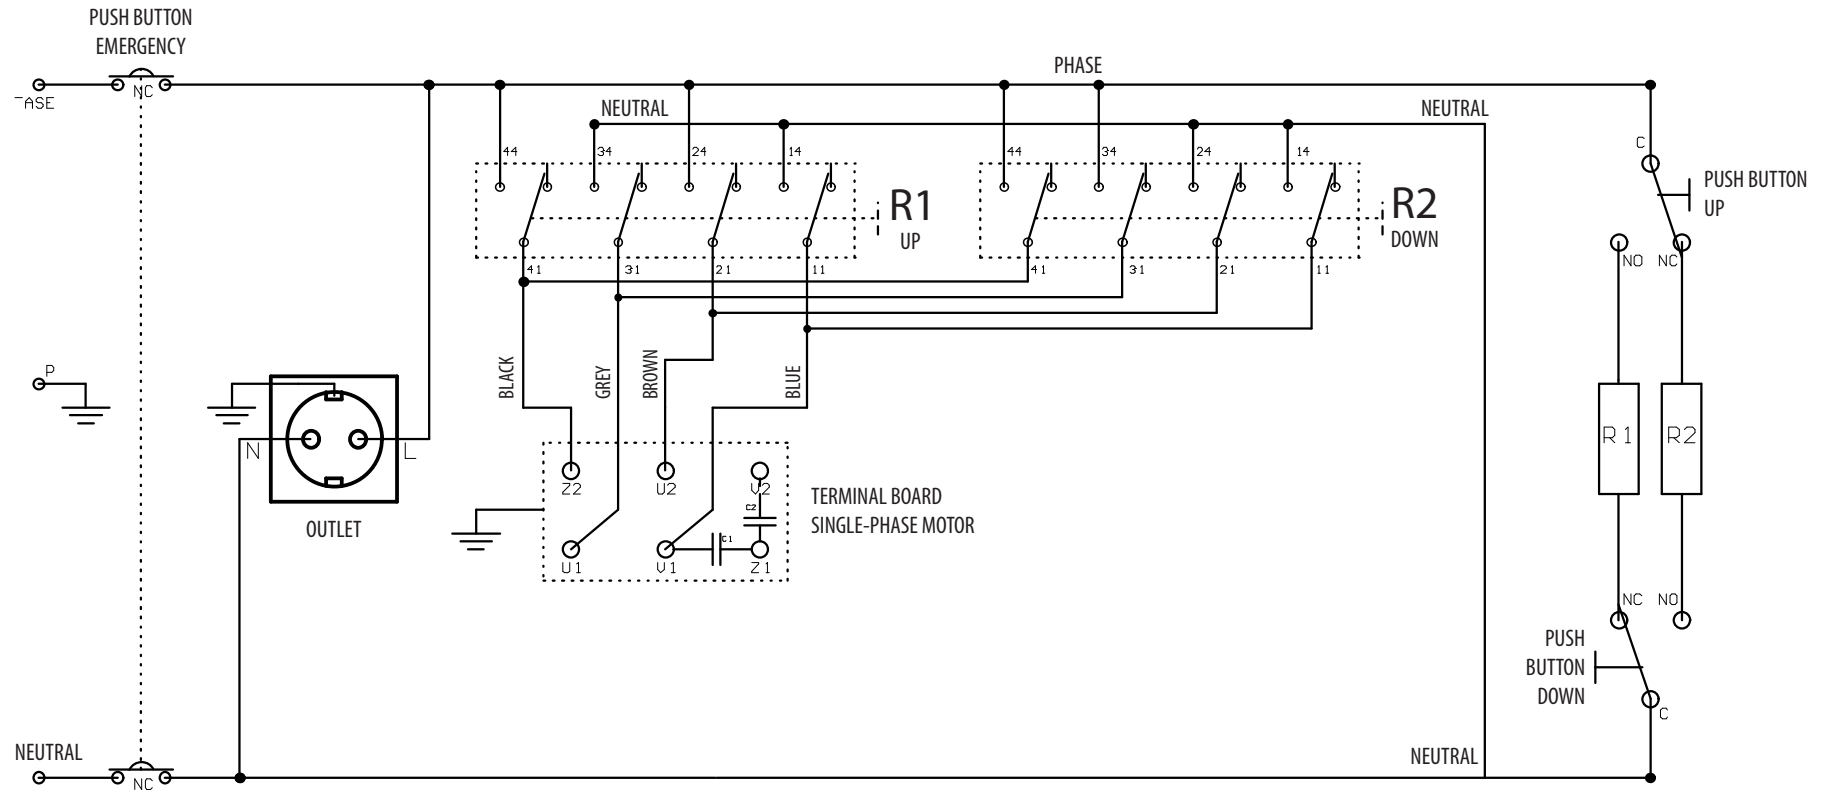 PUSH BUTTON
EMERGENCY
NC
ASE
PHASE
NEUTRAL
NEUTRAL
44
34
24
14
44
34
24
14
R1
UP
R2
DOWN
41
31
21
11
41
31
21
11
C
PUSH BUTTON
UP
NO
NC
P
BLACK
GREY
BROWN
BLUE
N
L
OUTLET
Z2
U2
V2
C2
C1
U1
V1
Z1
TERMINAL BOARD
SINGLE-PHASE MOTOR
R1
R2
NC
NO
PUSH
BUTTON
DOWN
C
NEUTRAL
NC
NEUTRAL